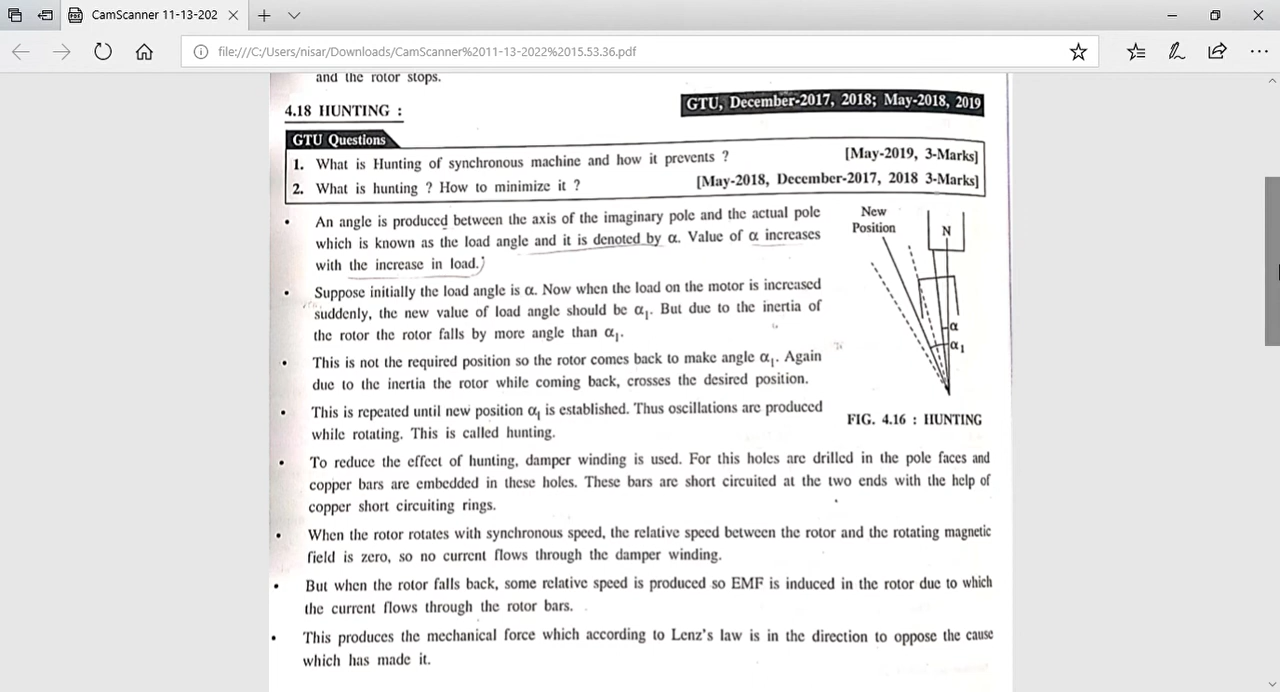 CamScanner 11-13-202
file:///C:/Users/nisar/Downloads/CamScanner%2011-13-2022%2015.53.36.pdf
and the rotor stops.
4.18 HUNTING :
GTU, December-2017, 2018; May-2018, 2019
GTU Questions
1. What is Hunting of synchronous machine and how it prevents ? [May-2019, 3-Marks]
2. What is hunting ? How to minimize it ? [May-2018, December-2017, 2018 3-Marks]
• An angle is produced between the axis of the imaginary pole and the actual pole
which is known as the load angle and it is denoted by α. Value of α increases
with the increase in load.
• Suppose initially the load angle is α. Now when the load on the motor is increased
suddenly, the new value of load angle should be α₁. But due to the inertia of
the rotor the rotor falls by more angle than α₁.
• This is not the required position so the rotor comes back to make angle α₁. Again
due to the inertia the rotor while coming back, crosses the desired position.
• This is repeated until new position α₁ is established. Thus oscillations are produced
while rotating. This is called hunting.
New
Position
N
α
α₁
FIG. 4.16 : HUNTING
• To reduce the effect of hunting, damper winding is used. For this holes are drilled in the pole faces and
copper bars are embedded in these holes. These bars are short circuited at the two ends with the help of
copper short circuiting rings.
• When the rotor rotates with synchronous speed, the relative speed between the rotor and the rotating magnetic
field is zero, so no current flows through the damper winding.
• But when the rotor falls back, some relative speed is produced so EMF is induced in the rotor due to which
the current flows through the rotor bars.
• This produces the mechanical force which according to Lenz's law is in the direction to oppose the cause
which has made it.